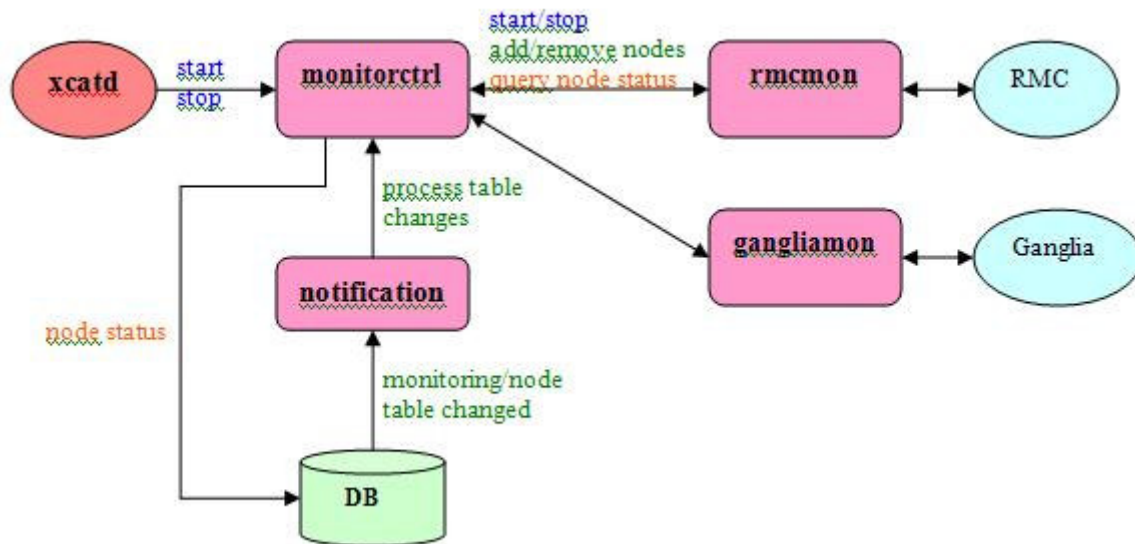 start/stop
add/remove nodes
query node status
xcatd
start
stop
monitorctrl
rmcmon
RMC
process table
changes
gangliamon
Ganglia
notification
node status
monitoring/node
table changed
DB